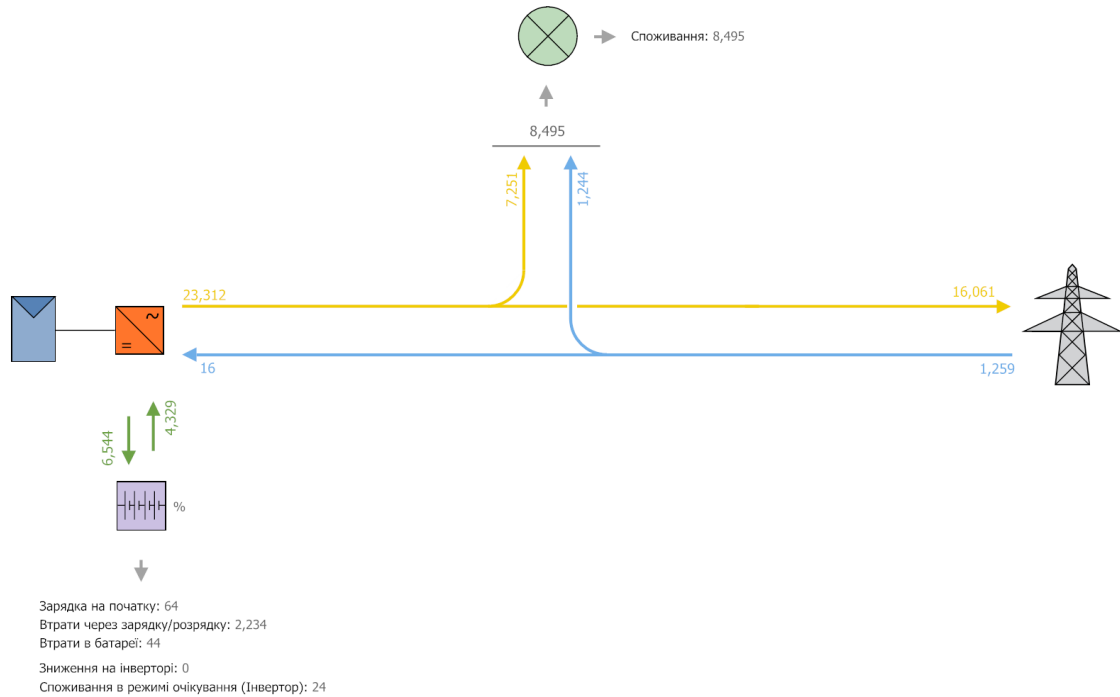 Споживання: 8,495
8,495
7,251
1,244
23,312
16,061
16
1,259
6,544
4,329
%
Зарядка на початку: 64
Втрати через зарядку/розрядку: 2,234
Втрати в батареї: 44
Зниження на інверторі: 0
Споживання в режимі очікування (Інвертор): 24